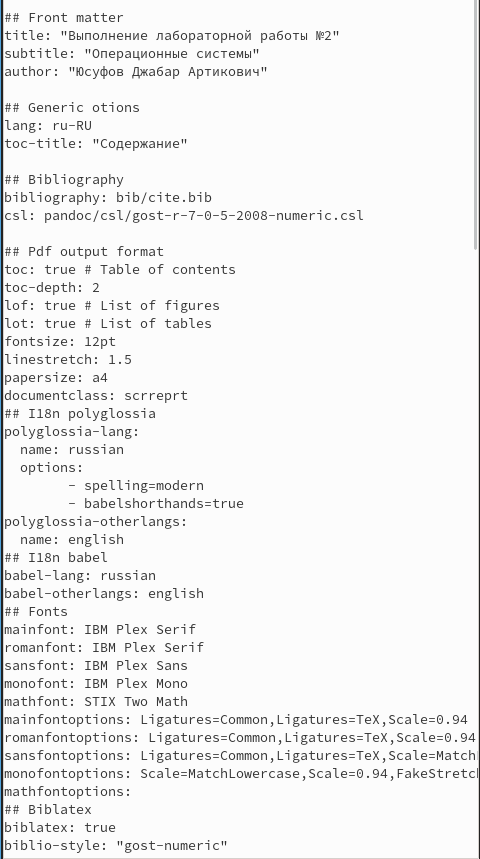 ## Front matter
title: "Выполнение лабораторной работы №2"
subtitle: "Операционные системы"
author: "Юсуфов Джабар Артикович"

## Generic otions
lang: ru-RU
toc-title: "Содержание"

## Bibliography
bibliography: bib/cite.bib
csl: pandoc/csl/gost-r-7-0-5-2008-numeric.csl

## Pdf output format
toc: true # Table of contents
toc-depth: 2
lof: true # List of figures
lot: true # List of tables
fontsize: 12pt
linestretch: 1.5
papersize: a4
documentclass: scrreprt
## I18n polyglossia
polyglossia-lang:
  name: russian
  options:
        - spelling=modern
        - babelshorthands=true
polyglossia-otherlangs:
  name: english
## I18n babel
babel-lang: russian
babel-otherlangs: english
## Fonts
mainfont: IBM Plex Serif
romanfont: IBM Plex Serif
sansfont: IBM Plex Sans
monofont: IBM Plex Mono
mathfont: STIX Two Math
mainfontoptions: Ligatures=Common,Ligatures=TeX,Scale=0.94
romanfontoptions: Ligatures=Common,Ligatures=TeX,Scale=0.94
sansfontoptions: Ligatures=Common,Ligatures=TeX,Scale=Match
monofontoptions: Scale=MatchLowercase,Scale=0.94,FakeStretc
mathfontoptions:
## Biblatex
biblatex: true
biblio-style: "gost-numeric"